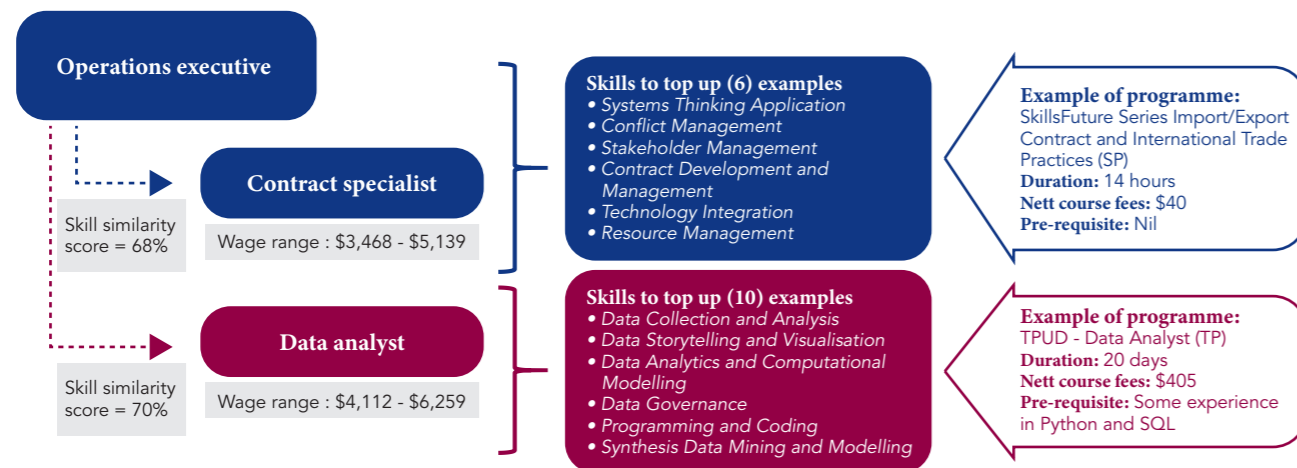 Operations executive
Contract specialist
Skill similarity
score = 68%
Wage range : $3,468 - $5,139
Skills to top up (6) examples
• Systems Thinking Application
• Conflict Management
• Stakeholder Management
• Contract Development and
Management
• Technology Integration
• Resource Management
Example of programme:
SkillsFuture Series Import/Export
Contract and International Trade
Practices (SP)
Duration: 14 hours
Nett course fees: $40
Pre-requisite: Nil
Data analyst
Skill similarity
score = 70%
Wage range : $4,112 - $6,259
Skills to top up (10) examples
• Data Collection and Analysis
• Data Storytelling and Visualisation
• Data Analytics and Computational
Modelling
• Data Governance
• Programming and Coding
• Synthesis Data Mining and Modelling
Example of programme:
TPUD - Data Analyst (TP)
Duration: 20 days
Nett course fees: $405
Pre-requisite: Some experience
in Python and SQL